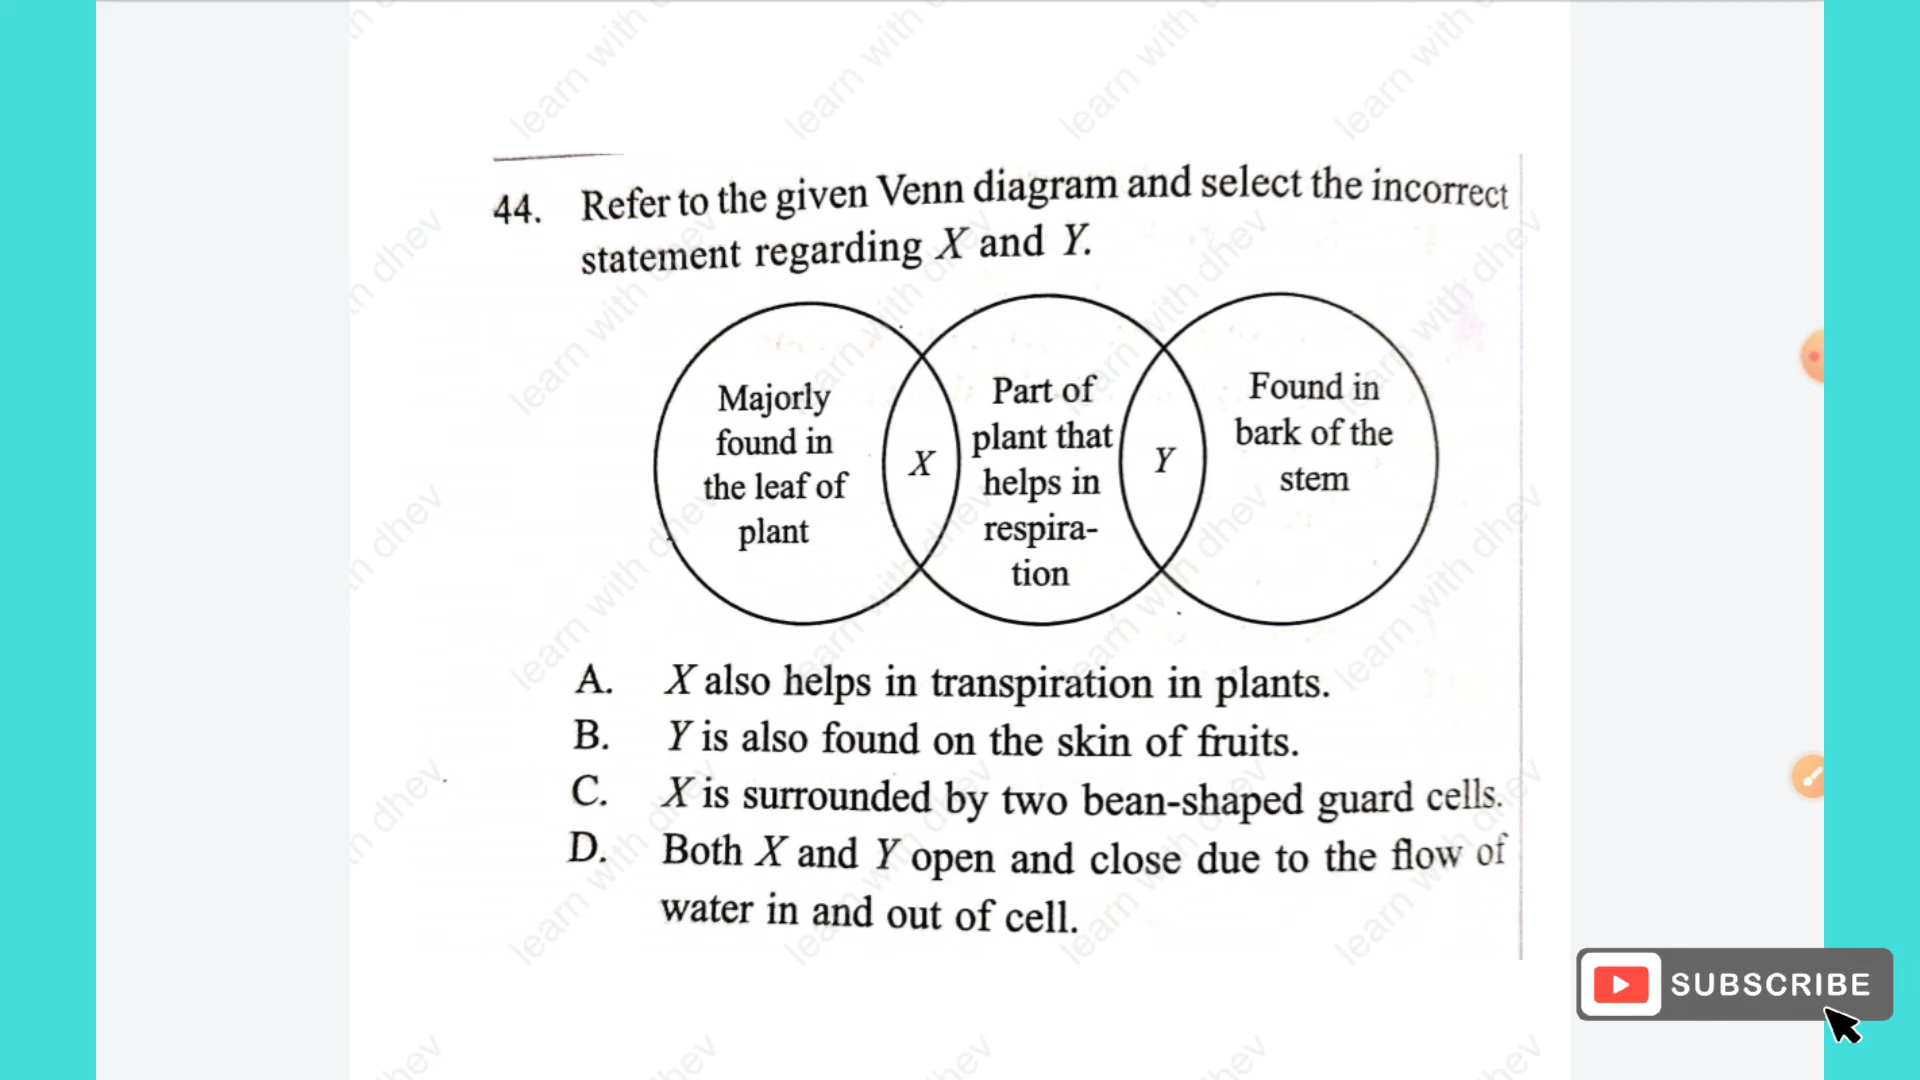 44. Refer to the given Venn diagram and select the incorrect
statement regarding X and Y.
Majorly
found in
the leaf of
plant
X
Part of
plant that
helps in
respira-
tion
Y
Found in
bark of the
stem
A. X also helps in transpiration in plants.
B. Y is also found on the skin of fruits.
C. X is surrounded by two bean-shaped guard cells.
D. Both X and Y open and close due to the flow of
water in and out of cell.
SUBSCRIBE
learn with dhev